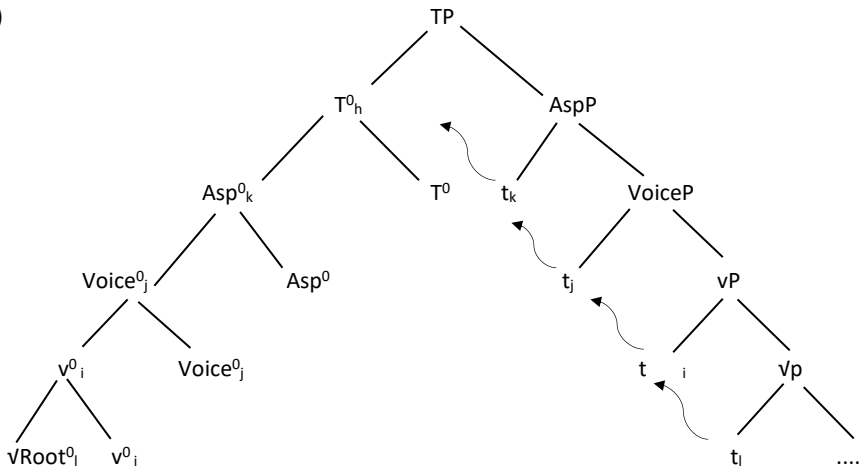 )
TP
T⁰ₕ AspP
Asp⁰ₖ T⁰ tₖ VoiceP
Voice⁰ⱼ Asp⁰ tⱼ vP
v⁰ᵢ Voice⁰ⱼ t ᵢ √p
√Root⁰ₗ v⁰ᵢ tₗ ....